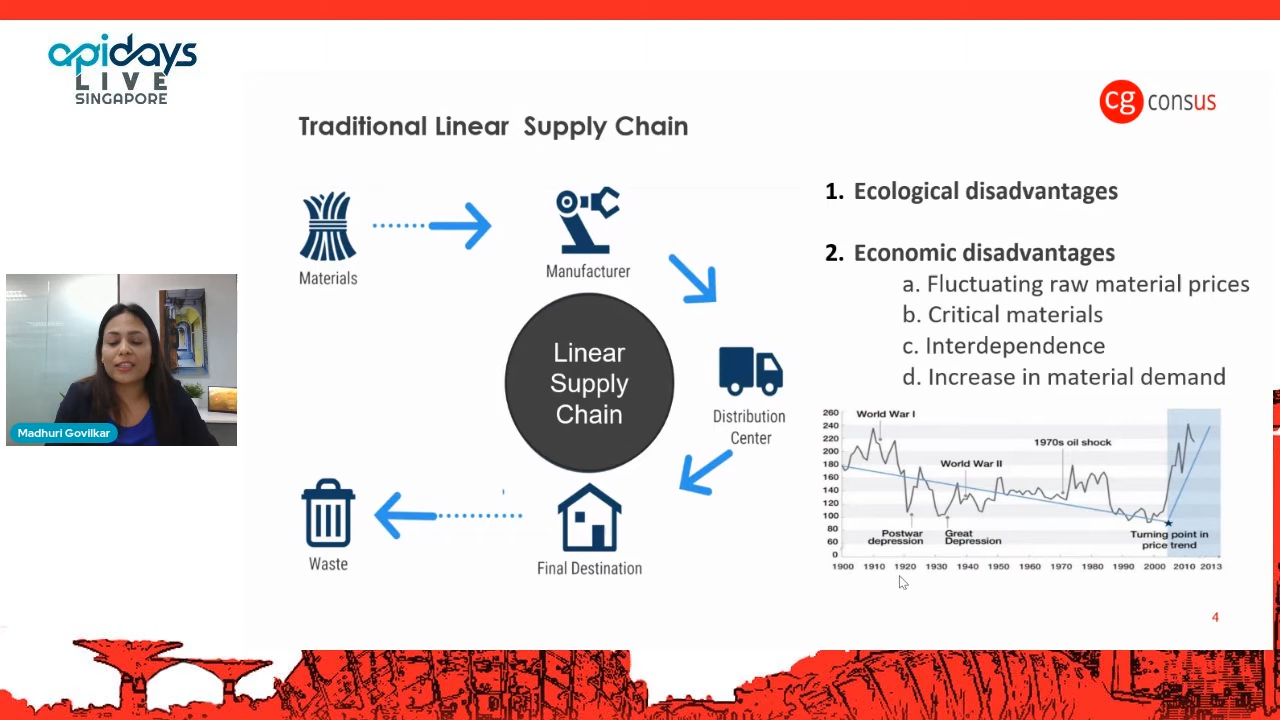 apidays
LIVE
SINGAPORE
cg consus
Traditional Linear  Supply Chain
Materials
Manufacturer
Linear
Supply
Chain
Distribution
Center
Final Destination
Waste
1. Ecological disadvantages
2. Economic disadvantages
a. Fluctuating raw material prices
b. Critical materials
c. Interdependence
d. Increase in material demand
260
240
220
200
180
160
140
120
100
80
60
0
World War I
World War II
1970s oil shock
Postwar
depression
Great
Depression
Turning point in
price trend
1900 1910 1920 1930 1940 1950 1960 1970 1980 1990 2000 2010 2013
4
Madhuri Govilkar